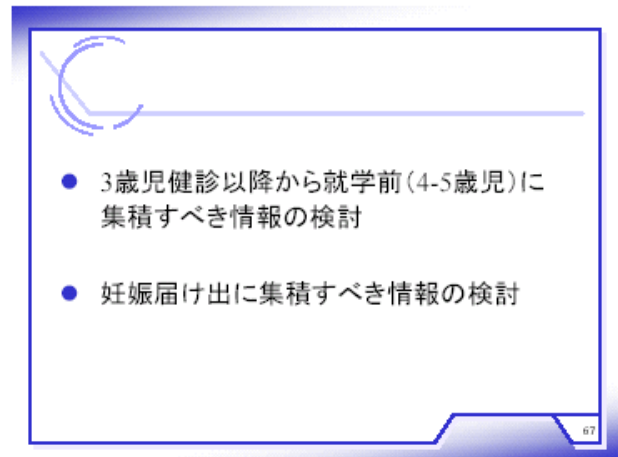 ● 3歳児健診以降から就学前(4-5歳児)に
集積すべき情報の検討
● 妊娠届け出に集積すべき情報の検討
67